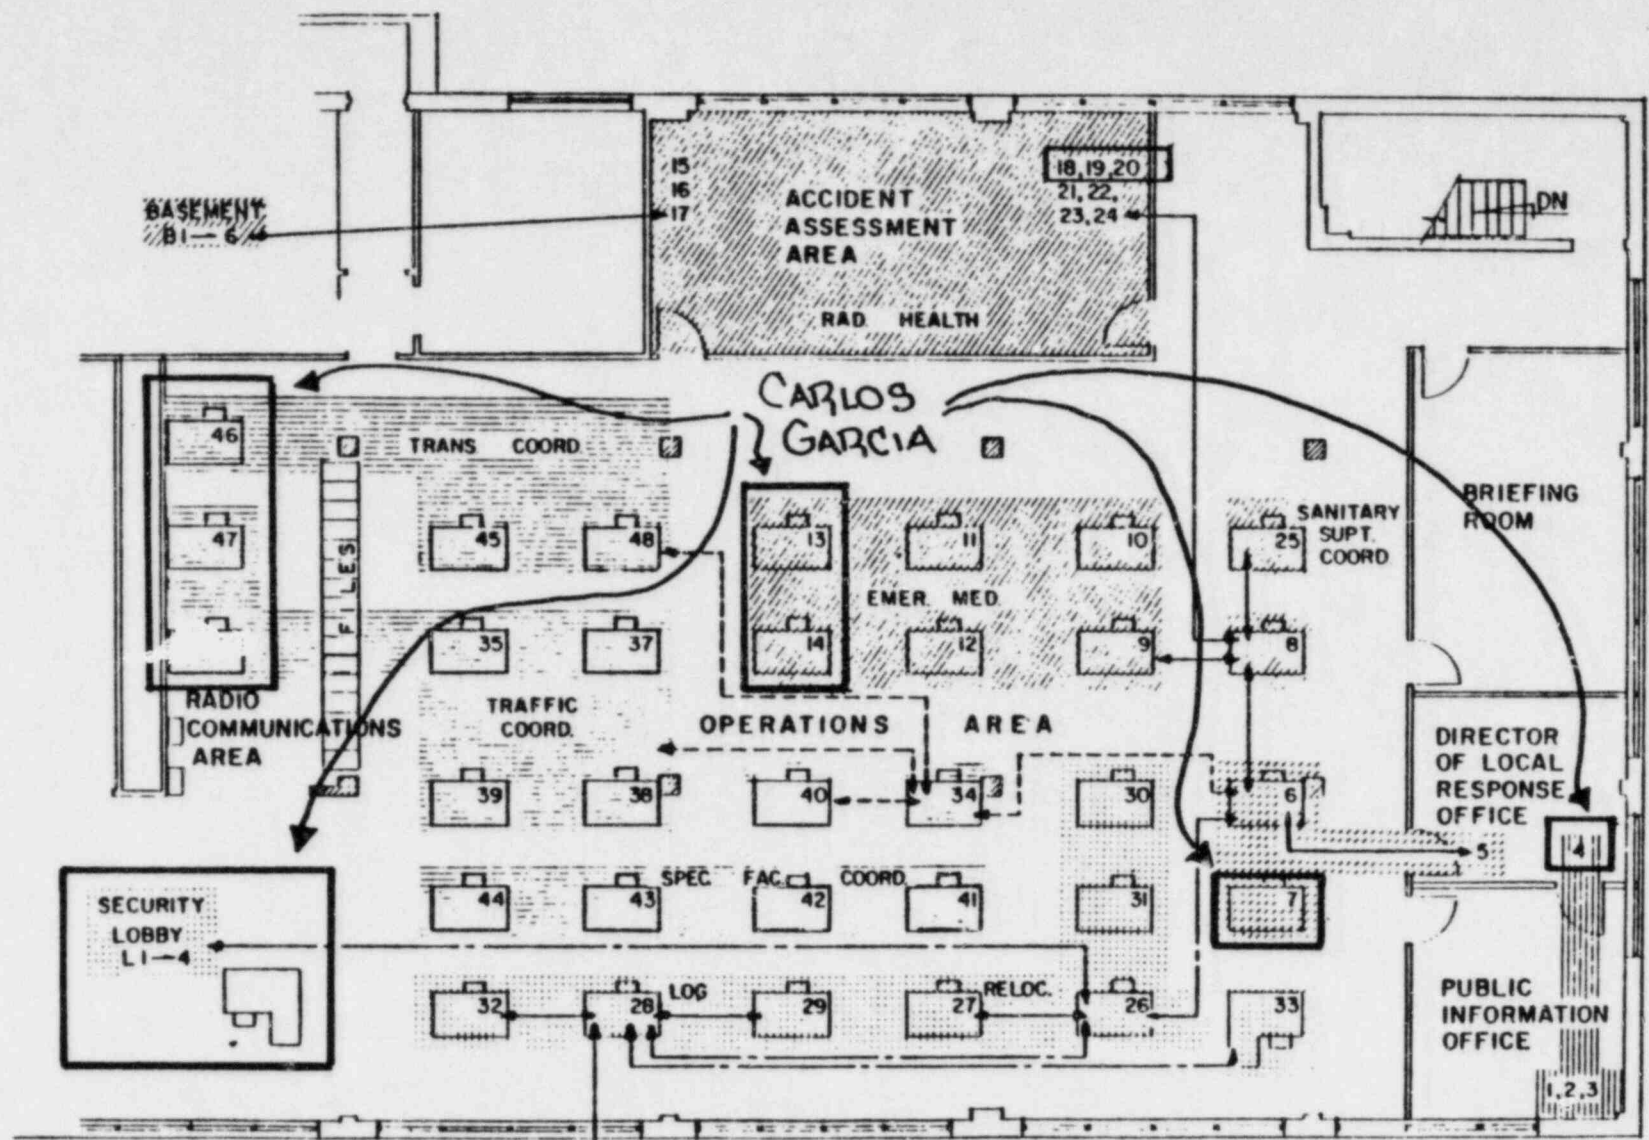 15
16
17
18,19,20
21, 22,
23,24
ACCIDENT
ASSESSMENT
AREA
RAD. HEALTH
BASEMENT
B1—6
DN
CARLOS
GARCIA
46
TRANS. COORD.
47
FILES
45
48
13
11
10
25
SANITARY
SUPT.
COORD.
BRIEFING
ROOM
EMER. MED.
35
37
14
12
9
8
RADIO
COMMUNICATIONS
AREA
TRAFFIC
COORD.
OPERATIONS AREA
DIRECTOR
OF LOCAL
RESPONSE
OFFICE
39
38
40
34
30
6
5
4
SPEC. FAC. COORD.
44
43
42
41
31
7
SECURITY
LOBBY
L1—4
32
28
LOG
29
27
RELOC.
26
33
PUBLIC
INFORMATION
OFFICE
1,2,3